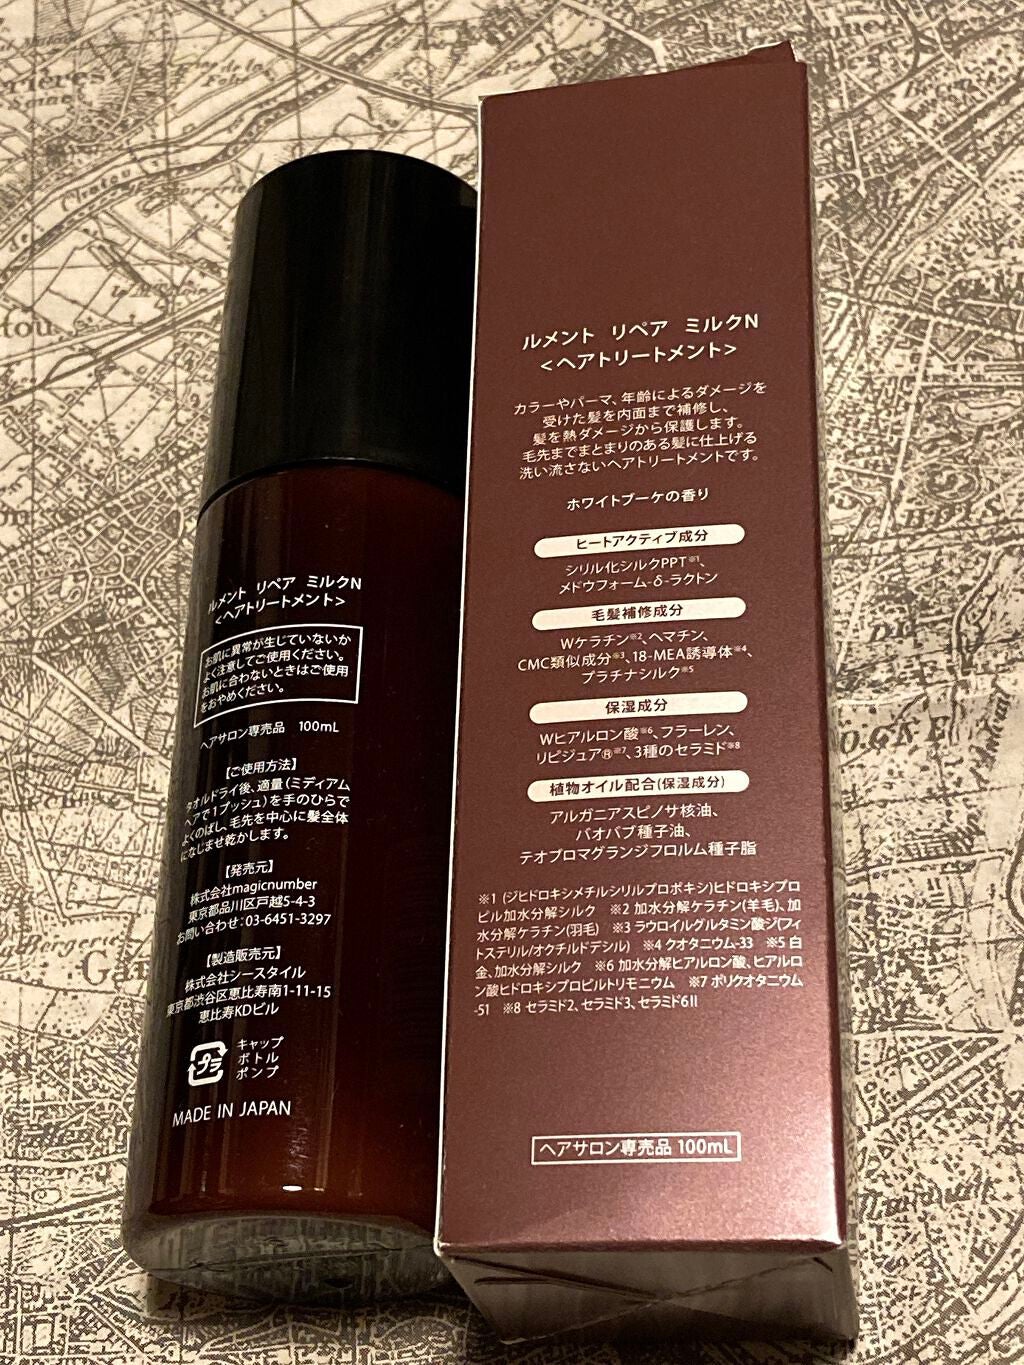 ルメント リペア ミルクN
<ヘアトリートメント>
カラーやパーマ、年齢によるダメージを
受けた髪を内面まで補修し、
髪を熱ダメージから保護します。
毛先までまとまりのある髪に仕上げる
洗い流さないヘアトリートメントです。
ホワイトブーケの香り
ヒートアクティブ成分
シリル化シルクPPT※1、
メドウフォーム-δ-ラクトン
毛髪補修成分
Wケラチン※2、ヘマチン、
CMC類似成分※3、18-MEA誘導体※4、
プラチナシルク※5
保湿成分
Wヒアルロン酸※6、フラーレン、
リピジュア®※7、3種のセラミド※8
植物オイル配合(保湿成分)
アルガニアスピノサ核油、
バオバブ種子油、
テオブロマグランジフロルム種子脂
※1 (ジヒドロキシメチルシリルプロポキシ)ヒドロキシプロ
ピル加水分解シルク ※2 加水分解ケラチン(羊毛)、加
水分解ケラチン(羽毛) ※3 ラウロイルグルタミン酸ジ(フィ
トステリル/オクチルドデシル) ※4 クオタニウム-33 ※5 白
金、加水分解シルク ※6 加水分解ヒアルロン酸、ヒアルロ
ン酸ヒドロキシプロピルトリモニウム ※7 ポリクオタニウム
-51 ※8 セラミド2、セラミド3、セラミド6II
ヘアサロン専売品 100mL
ルメント リペア ミルクN
<ヘアトリートメント>
お肌に異常が生じていないか
よく注意してご使用ください。
お肌に合わないときはご使用
をおやめください。
ヘアサロン専売品 100mL
【ご使用方法】
タオルドライ後、適量(ミディアム
ヘアで1プッシュ)を手のひらで
よくのばし、毛先を中心に髪全体
になじませ乾かします。
【発売元】
株式会社magicnumber
東京都品川区戸越5-4-3
お問い合わせ:03-6451-3297
【製造販売元】
株式会社シースタイル
東京都渋谷区恵比寿南1-11-15
恵比寿KDビル
プラ
キャップ
ボトル
ポンプ
MADE IN JAPAN